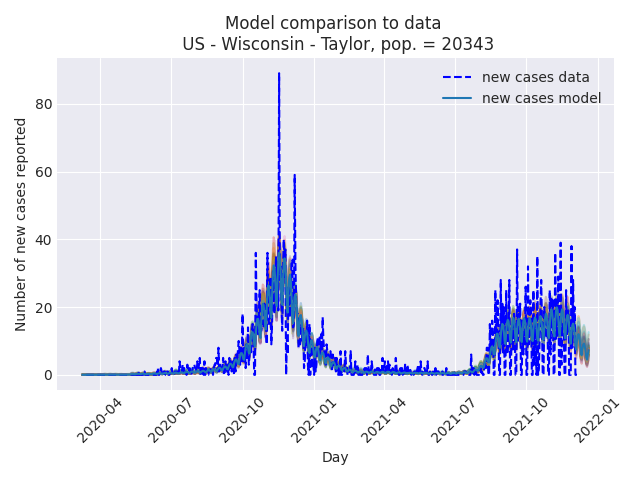 Model comparison to data
US - Wisconsin - Taylor, pop. = 20343
new cases data
new cases model
Number of new cases reported
80
60
40
20
0
2020-04
2020-07
2020-10
2021-01
2021-04
2021-07
2021-10
2022-01
Day